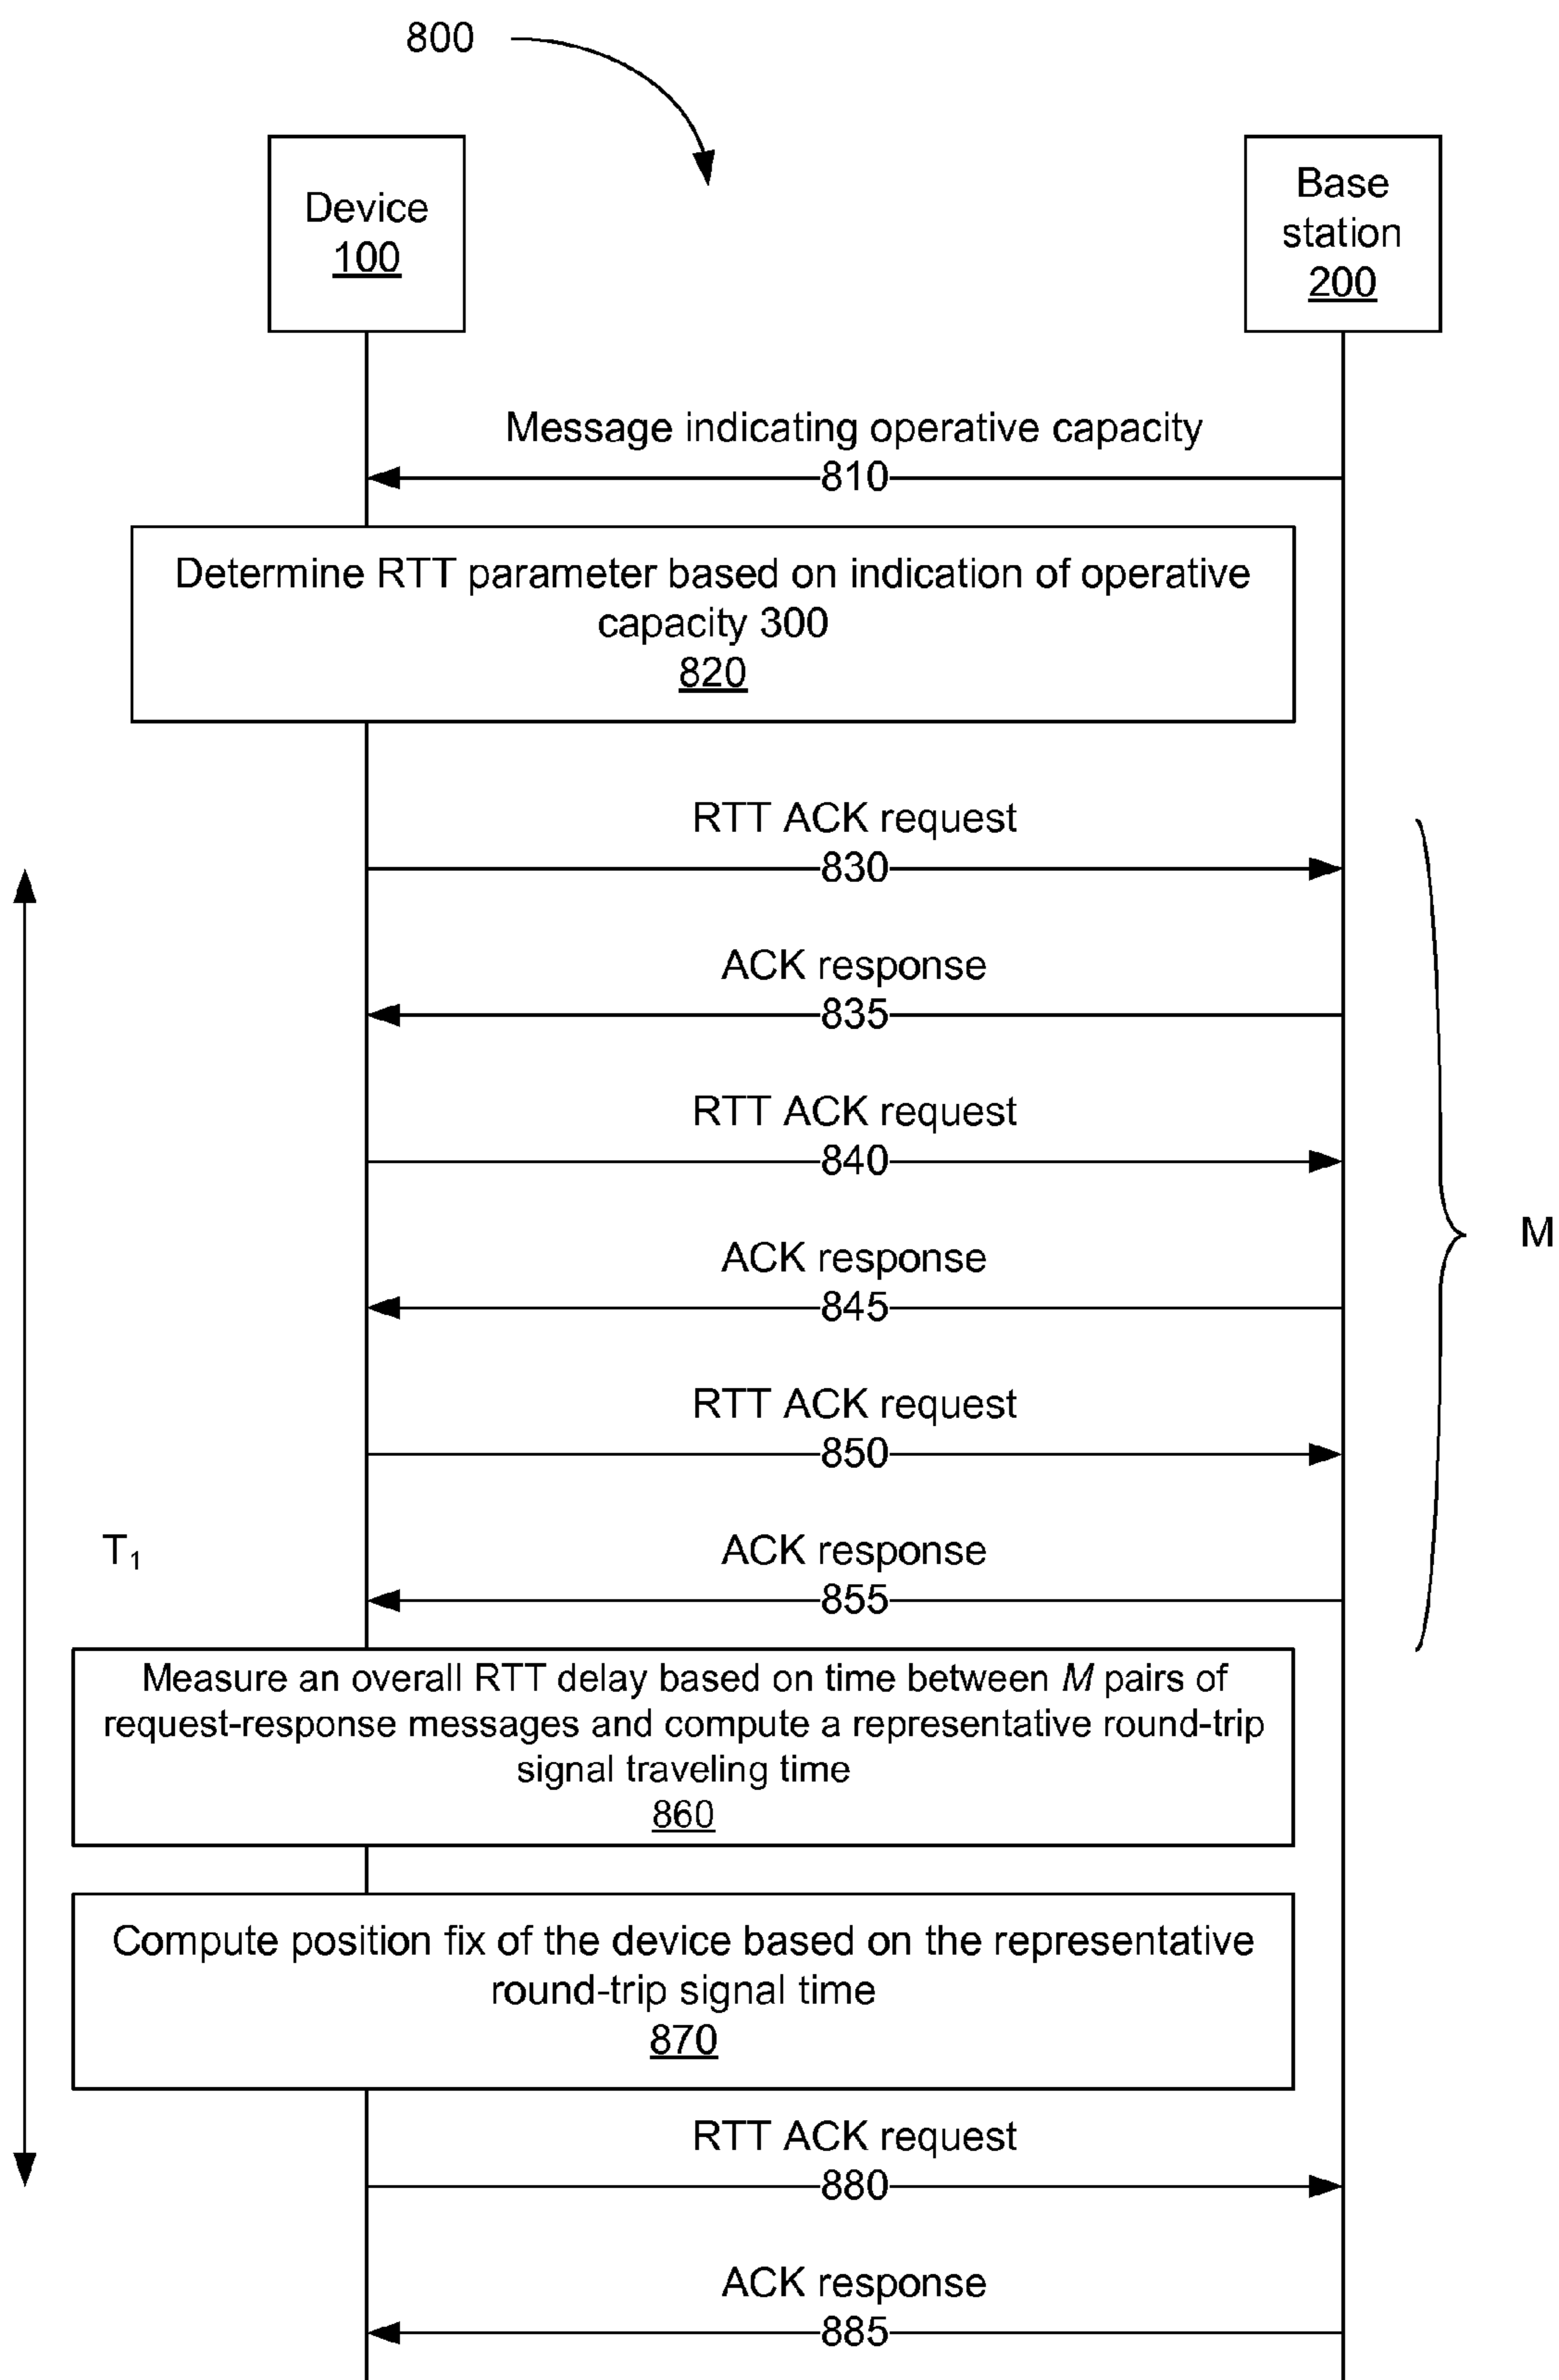 800
Device
100
Base
station
200
Message indicating operative capacity
810
Determine RTT parameter based on indication of operative
capacity 300
820
RTT ACK request
830
ACK response
835
RTT ACK request
840
M
ACK response
845
RTT ACK request
850
T1
ACK response
855
Measure an overall RTT delay based on time between M pairs of
request-response messages and compute a representative round-trip
signal traveling time
860
Compute position fix of the device based on the representative
round-trip signal time
870
RTT ACK request
880
ACK response
885